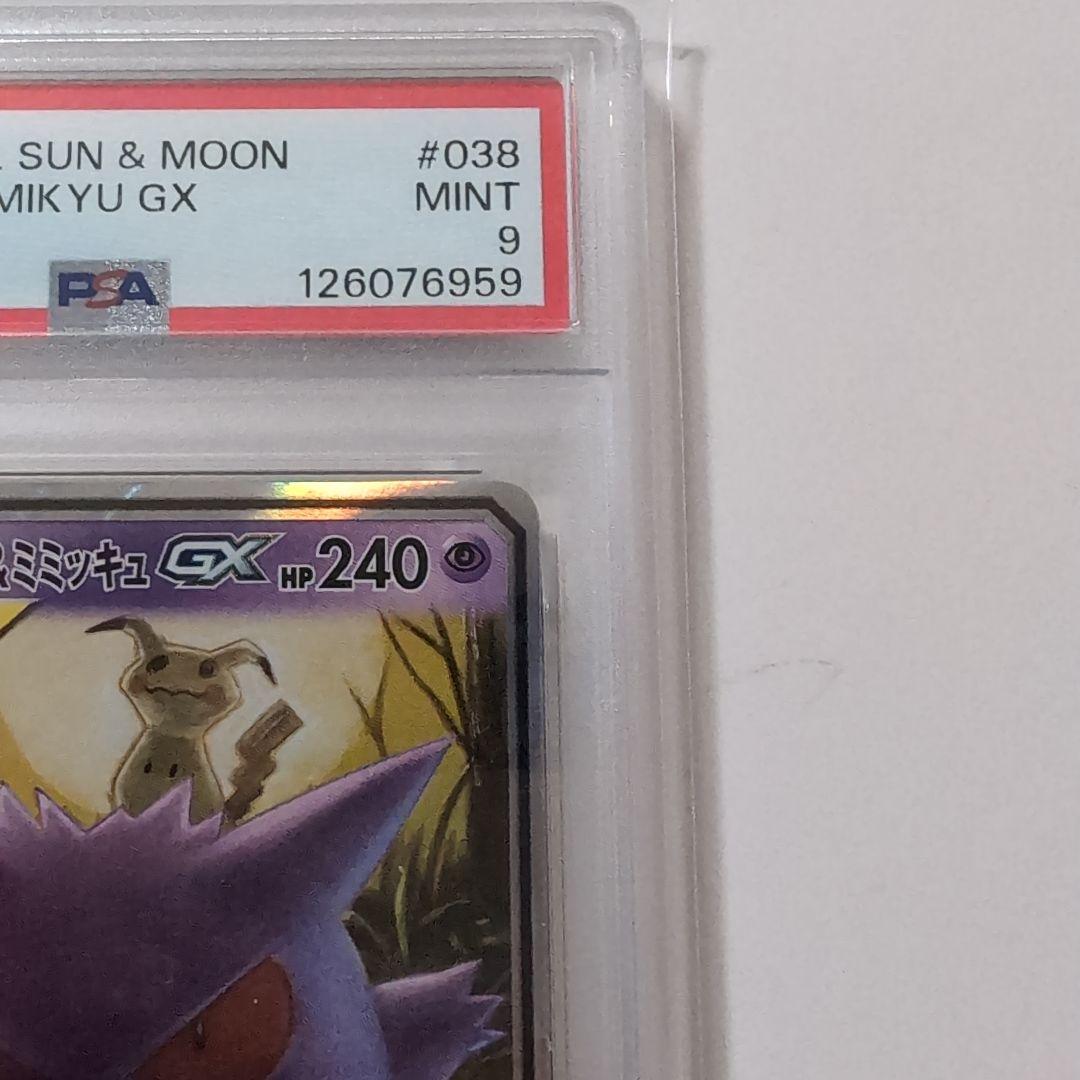 SUN & MOON #038
MIKYU GX MINT
9
PSA 126076959
&ミミッキュ GX HP 240